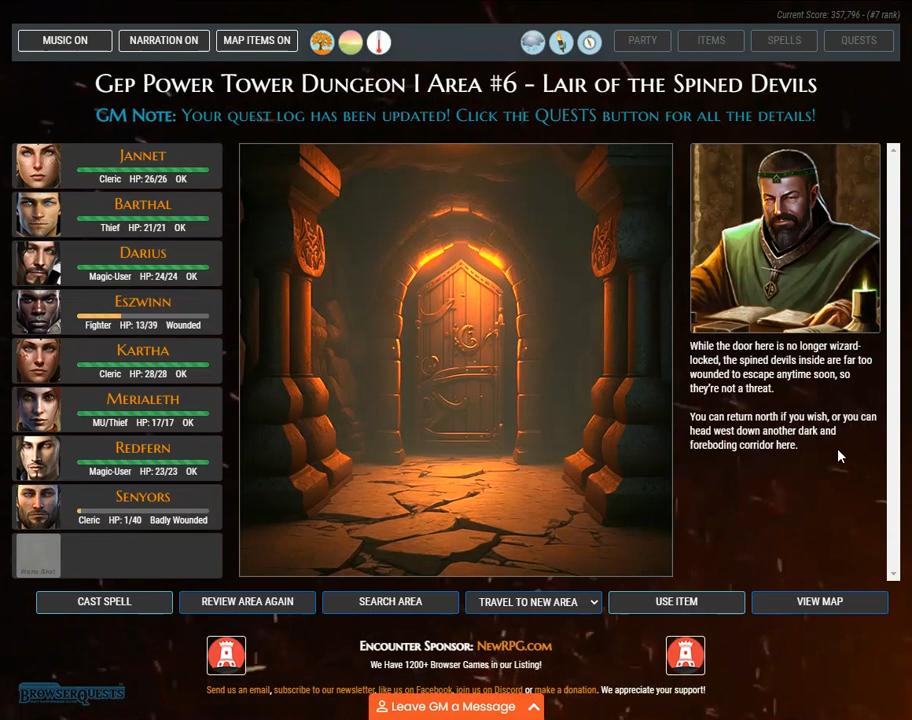 Current Score: 357,796 - (#7 rank)
MUSIC ON
NARRATION ON
MAP ITEMS ON
PARTY
ITEMS
SPELLS
QUESTS
Gep Power Tower Dungeon I Area #6 - Lair of the Spined Devils
GM Note: Your quest log has been updated! Click the QUESTS button for all the details!
Jannet
Cleric HP: 26/26 OK
Barthal
Thief HP: 21/21 OK
Darius
Magic-User HP: 24/24 OK
Eszwinn
Fighter HP: 13/39 Wounded
Kartha
Cleric HP: 28/28 OK
Merialeth
MU/Thief HP: 17/17 OK
Redfern
Magic-User HP: 23/23 OK
Senyors
Cleric HP: 1/40 Badly Wounded
While the door here is no longer wizard-
locked, the spined devils inside are far too
wounded to escape anytime soon, so
they're not a threat.
You can return north if you wish, or you can
head west down another dark and
foreboding corridor here.
CAST SPELL
REVIEW AREA AGAIN
SEARCH AREA
TRAVEL TO NEW AREA
USE ITEM
VIEW MAP
Encounter Sponsor: NewRPG.com
We Have 1200+ Browser Games in our Listing!
Send us an email, subscribe to our newsletter, like us on Facebook, join us on Discord or make a donation. We appreciate your support!
BrowserQuests
Leave GM a Message